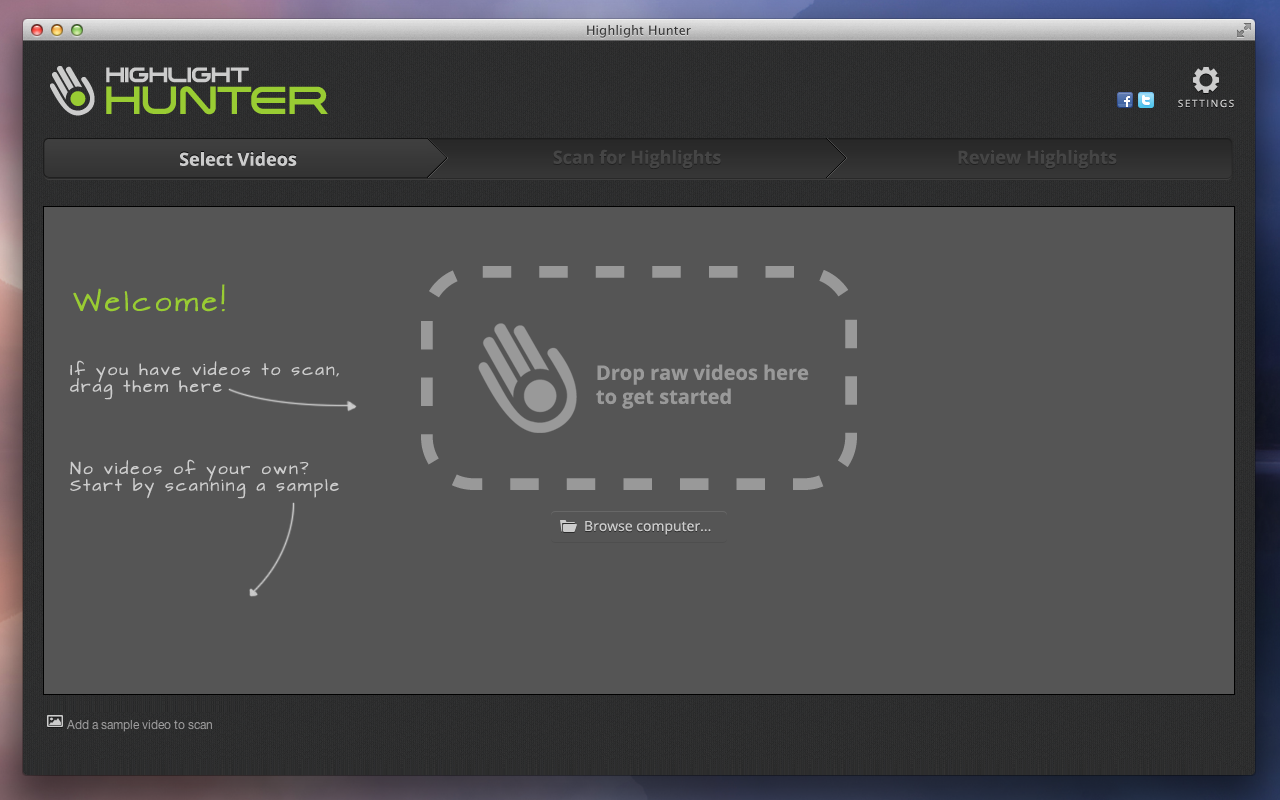 Highlight Hunter
HIGHLIGHT
HUNTER
SETTINGS
Select Videos
Scan for Highlights
Review Highlights
Welcome!
If you have videos to scan,
drag them here
Drop raw videos here
to get started
No videos of your own?
Start by scanning a sample
Browse computer...
Add a sample video to scan